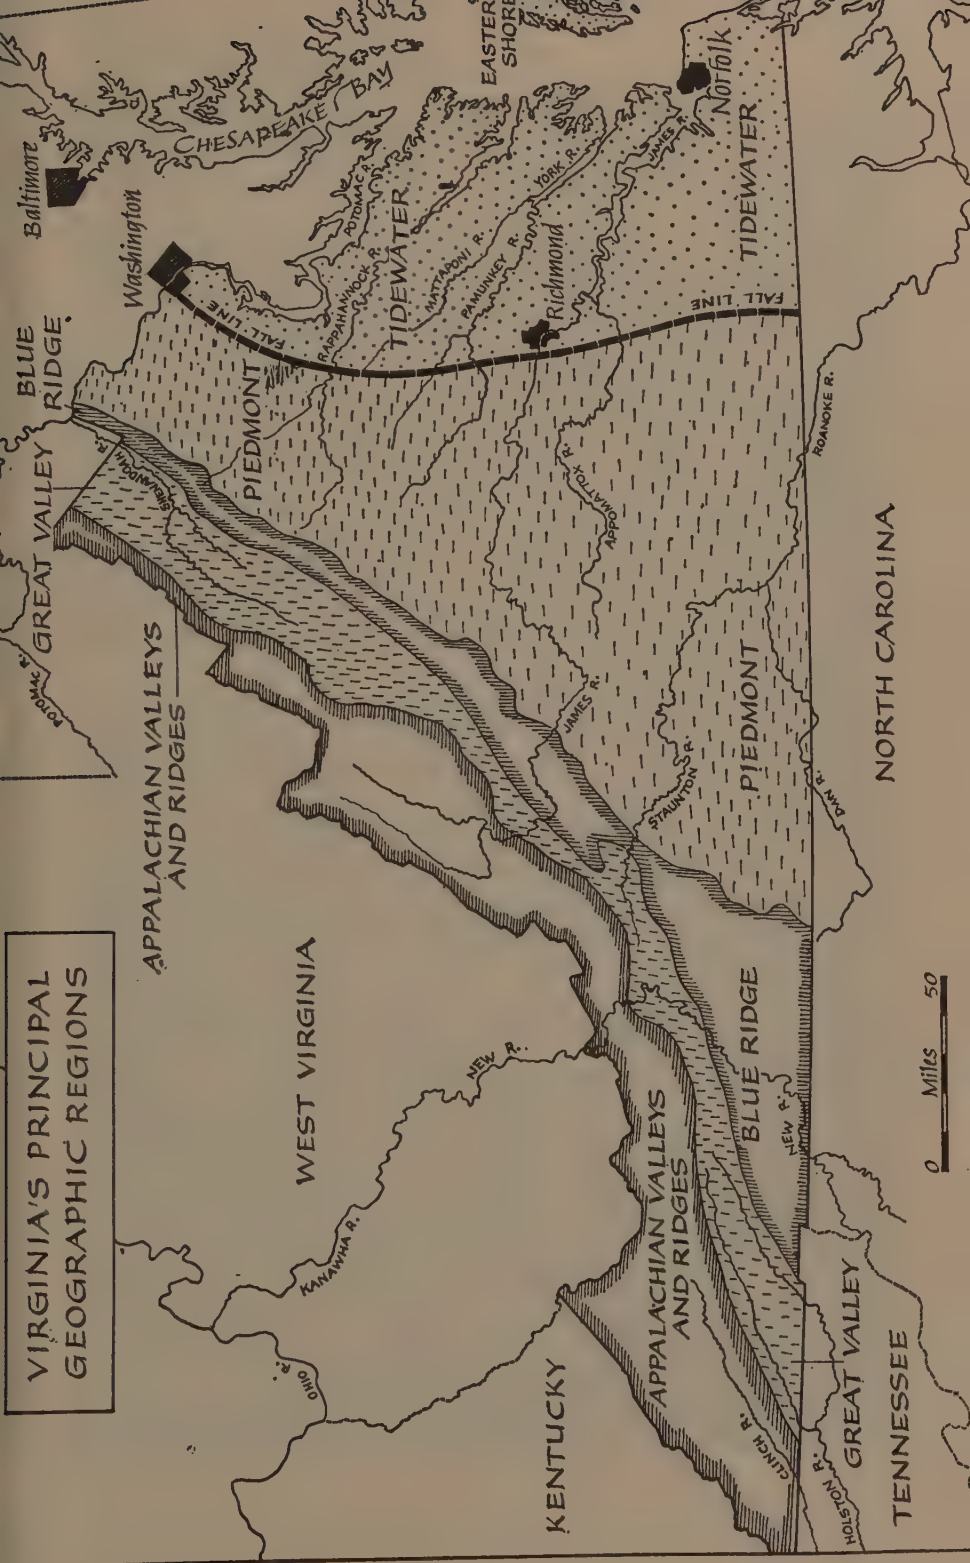 VIRGINIA'S PRINCIPAL
GEOGRAPHIC REGIONS
POTOMAC R.
GREAT VALLEY
BLUE
RIDGE
Baltimore
Washington
CHESAPEAKE
BAY
EASTERN
SHORE
APPALACHIAN VALLEYS
AND RIDGES
SHENANDOAH R.
PIEDMONT
FALL LINE
RAPPAHANNOCK R.
POTOMAC
TIDEWATER
MATTAPONI R.
PAMUNKEY R.
YORK R.
Richmond
JAMES R.
Norfolk
TIDEWATER
FALL LINE
OHIO R.
KANAWHA R.
WEST VIRGINIA
NEW R.
JAMES R.
APPOMATTOX R.
STAUNTON R.
PIEDMONT
ROANOKE R.
DAN R.
KENTUCKY
APPALACHIAN VALLEYS
AND RIDGES
BLUE RIDGE
NEW R.
CLINCH R.
HOLSTON R.
GREAT VALLEY
TENNESSEE
NORTH CAROLINA
0 Miles 50